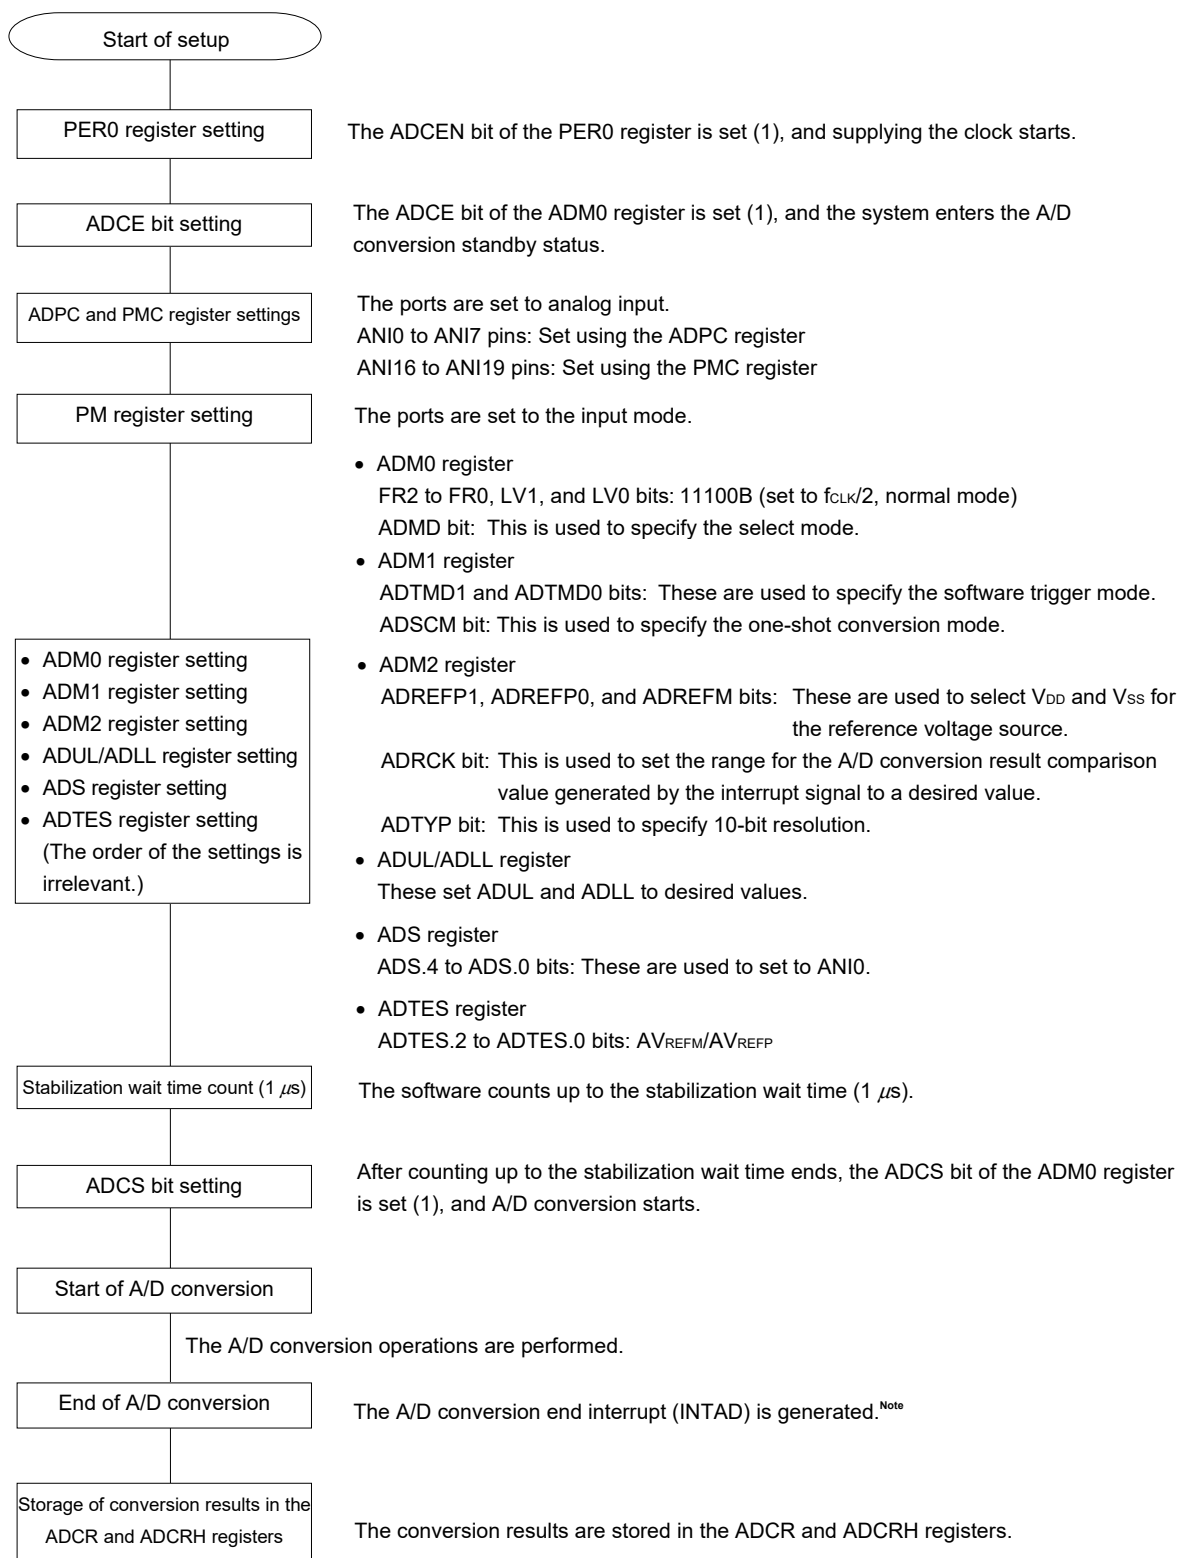 Start of setup
PER0 register setting
The ADCEN bit of the PER0 register is set (1), and supplying the clock starts.
ADCE bit setting
The ADCE bit of the ADM0 register is set (1), and the system enters the A/D
conversion standby status.
ADPC and PMC register settings
The ports are set to analog input.
ANI0 to ANI7 pins: Set using the ADPC register
ANI16 to ANI19 pins: Set using the PMC register
PM register setting
The ports are set to the input mode.
• ADM0 register setting
• ADM1 register setting
• ADM2 register setting
• ADUL/ADLL register setting
• ADS register setting
• ADTES register setting
(The order of the settings is
irrelevant.)
• ADM0 register
FR2 to FR0, LV1, and LV0 bits: 11100B (set to fCLK/2, normal mode)
ADMD bit: This is used to specify the select mode.
• ADM1 register
ADTMD1 and ADTMD0 bits: These are used to specify the software trigger mode.
ADSCM bit: This is used to specify the one-shot conversion mode.
• ADM2 register
ADREFP1, ADREFP0, and ADREFM bits: These are used to select VDD and VSS for
the reference voltage source.
ADRCK bit: This is used to set the range for the A/D conversion result comparison
value generated by the interrupt signal to a desired value.
ADTYP bit: This is used to specify 10-bit resolution.
• ADUL/ADLL register
These set ADUL and ADLL to desired values.
• ADS register
ADS.4 to ADS.0 bits: These are used to set to ANI0.
• ADTES register
ADTES.2 to ADTES.0 bits: AVREFM/AVREFP
Stabilization wait time count (1 μs)
The software counts up to the stabilization wait time (1 μs).
ADCS bit setting
After counting up to the stabilization wait time ends, the ADCS bit of the ADM0 register
is set (1), and A/D conversion starts.
Start of A/D conversion
The A/D conversion operations are performed.
End of A/D conversion
The A/D conversion end interrupt (INTAD) is generated.Note
Storage of conversion results in the
ADCR and ADCRH registers
The conversion results are stored in the ADCR and ADCRH registers.